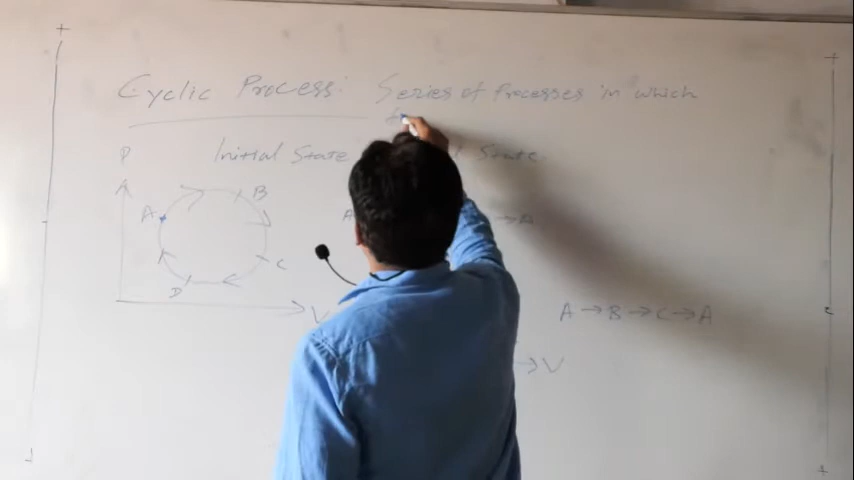 Cyclic Process: Series of Processes in which
P Initial State State.
A B C D
V
A
A → B → C → A
→ V